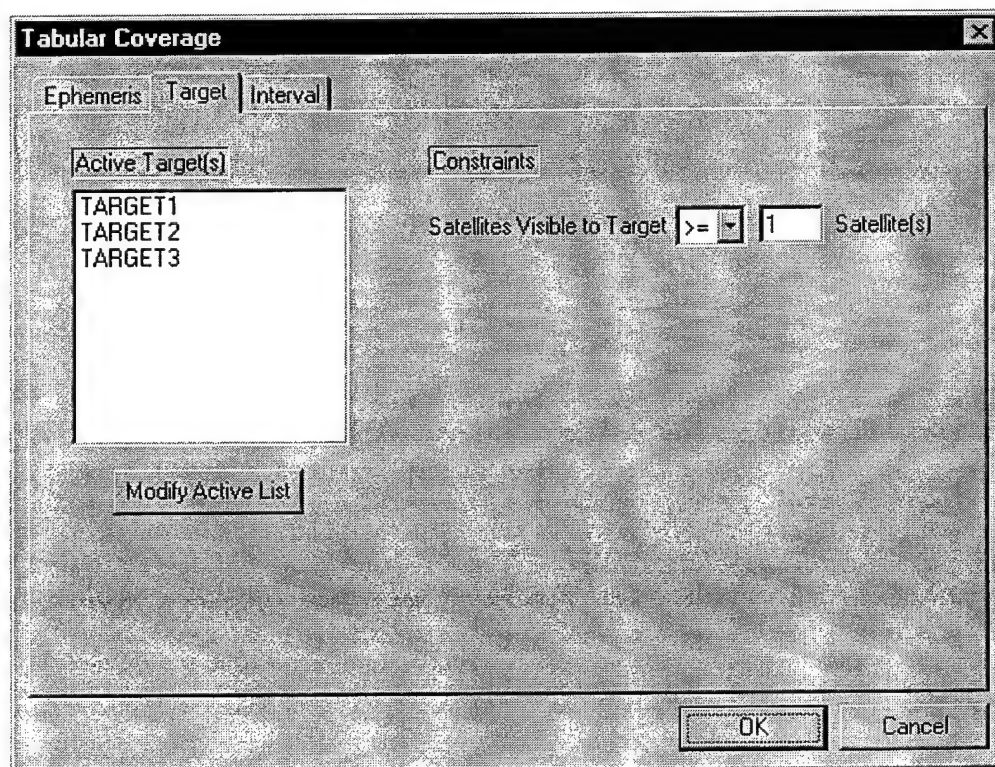 Tabular Coverage
Ephemeris Target Interval
Active Target(s)
TARGET1
TARGET2
TARGET3
Modify Active List
Constraints
Satellites Visible to Target >= 1 Satellite(s)
OK Cancel